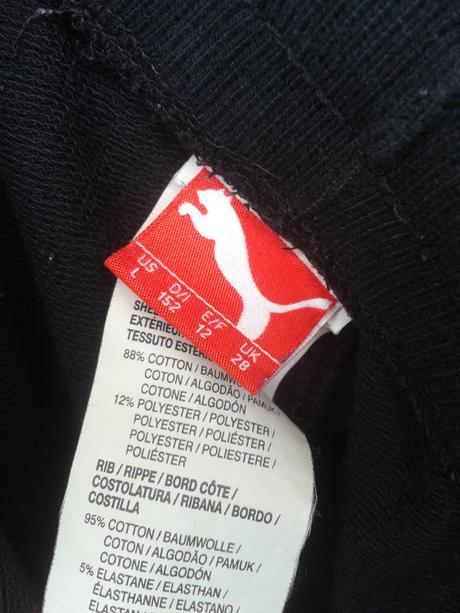 US D/I E/F UK
L 152 12 28
SHE
EXTÉRIEU
TESSUTO ESTER
88% COTTON / BAUMWO
COTON / ALGODÃO / PAMUK /
COTONE / ALGODÓN
12% POLYESTER / POLYESTER /
POLYESTER / POLIÉSTER /
POLYESTER / POLIESTERE /
POLIÉSTER
RIB / RIPPE / BORD CÔTE /
COSTOLATURA / RIBANA / BORDO /
COSTILLA
95% COTTON / BAUMWOLLE /
COTON / ALGODÃO / PAMUK /
COTONE / ALGODÓN
5% ELASTANE / ELASTHAN /
ÉLASTHANNE / ELASTANO /
ELASTAN / ELASTANE /